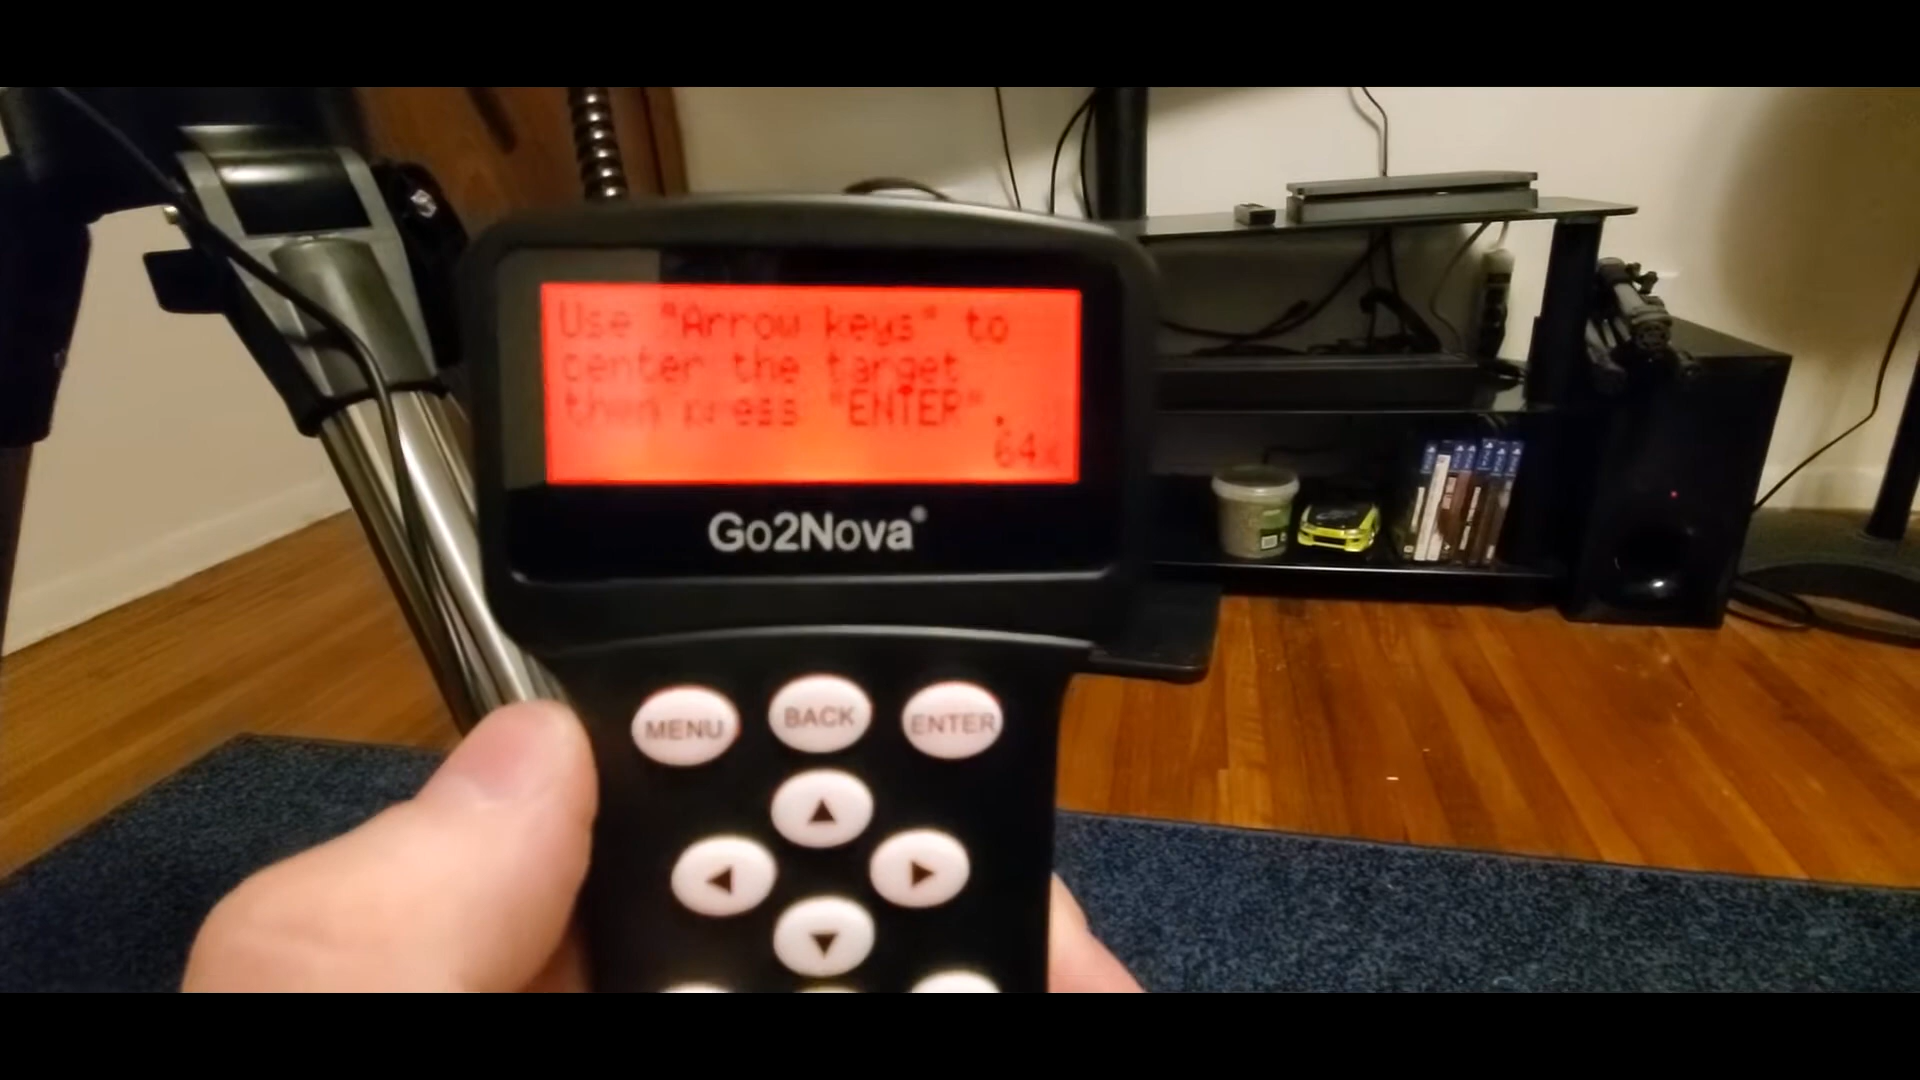 Use "Arrow keys" to
center the target
then press "ENTER".
64x
Go2Nova®
MENU
BACK
ENTER